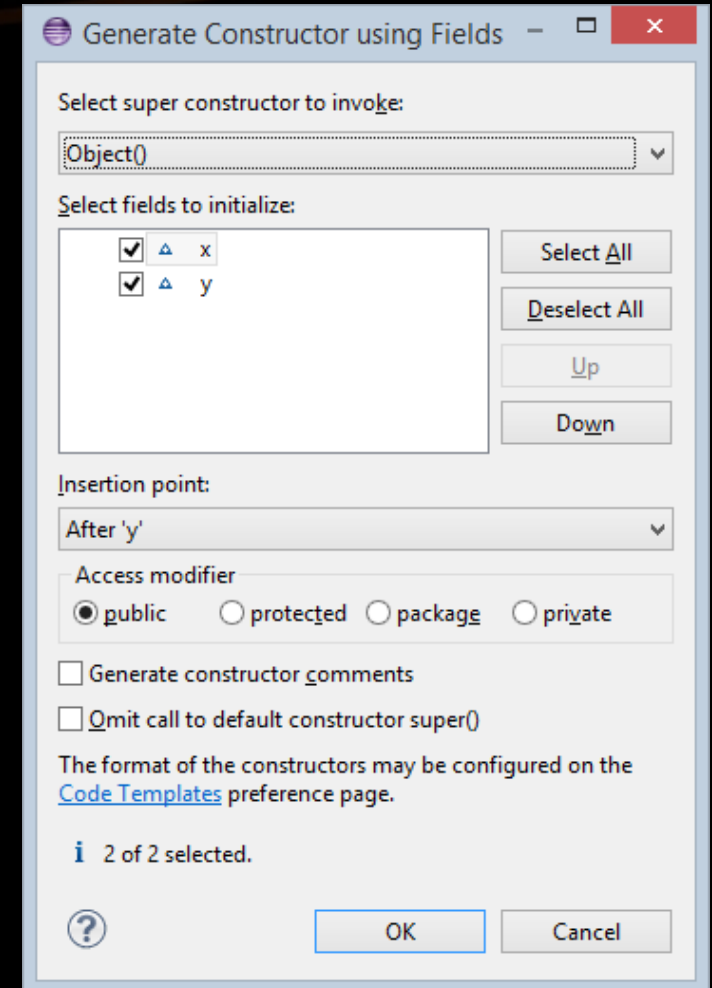 Generate Constructor using Fields
Select super constructor to invoke:
Object()
Select fields to initialize:
x
y
Select All
Deselect All
Up
Down
Insertion point:
After 'y'
Access modifier
public protected package private
Generate constructor comments
Omit call to default constructor super()
The format of the constructors may be configured on the
Code Templates preference page.
i 2 of 2 selected.
? OK Cancel